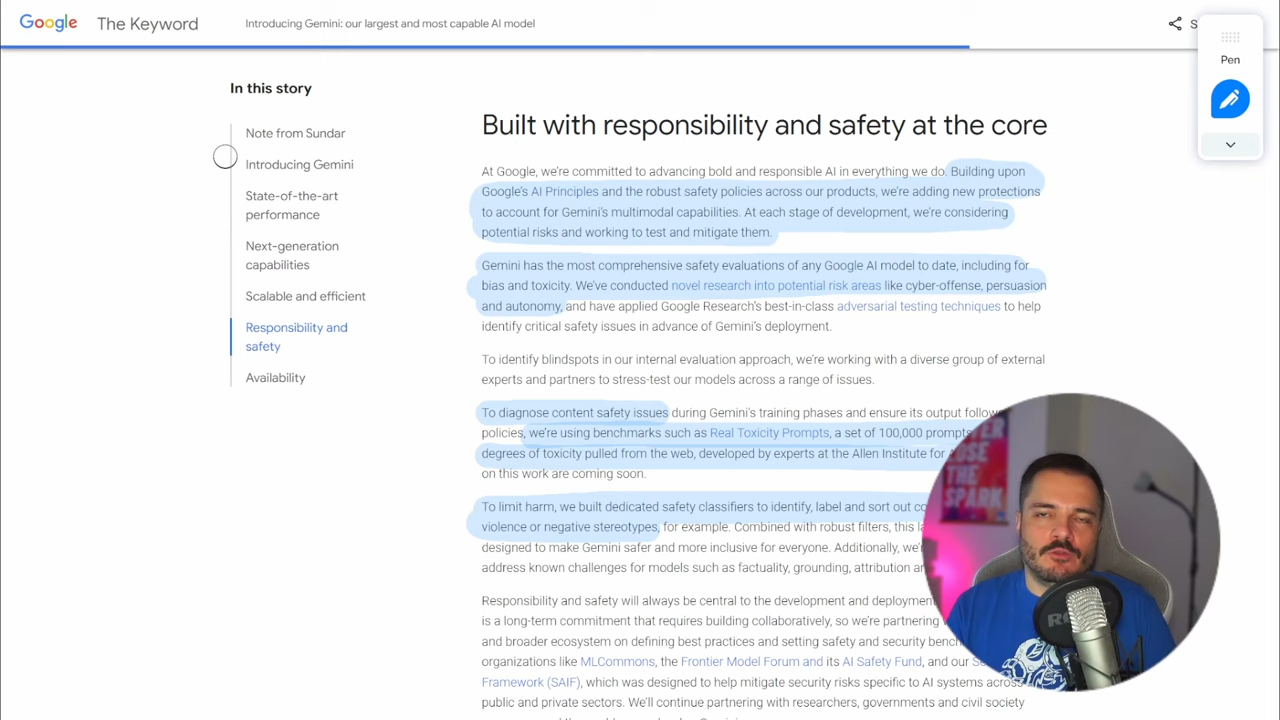 Google The Keyword Introducing Gemini: our largest and most capable AI model
Pen
In this story
Note from Sundar
Introducing Gemini
State-of-the-art
performance
Next-generation
capabilities
Scalable and efficient
Responsibility and
safety
Availability
Built with responsibility and safety at the core
At Google, we're committed to advancing bold and responsible AI in everything we do. Building upon
Google's AI Principles and the robust safety policies across our products, we're adding new protections
to account for Gemini's multimodal capabilities. At each stage of development, we're considering
potential risks and working to test and mitigate them.
Gemini has the most comprehensive safety evaluations of any Google AI model to date, including for
bias and toxicity. We've conducted novel research into potential risk areas like cyber-offense, persuasion
and autonomy, and have applied Google Research's best-in-class adversarial testing techniques to help
identify critical safety issues in advance of Gemini's deployment.
To identify blindspots in our internal evaluation approach, we're working with a diverse group of external
experts and partners to stress-test our models across a range of issues.
To diagnose content safety issues during Gemini's training phases and ensure its output
policies, we're using benchmarks such as Real Toxicity Prompts, a set of 100,000 prompts
degrees of toxicity pulled from the web, developed by experts at the Allen Institute for
on this work are coming soon.
To limit harm, we built dedicated safety classifiers to identify, label and sort out
violence or negative stereotypes, for example. Combined with robust filters, this
designed to make Gemini safer and more inclusive for everyone. Additionally,
address known challenges for models such as factuality, grounding, attribution
Responsibility and safety will always be central to the development and
is a long-term commitment that requires building collaboratively, so we're partnering
and broader ecosystem on defining best practices and setting safety and security
organizations like MLCommons, the Frontier Model Forum and its AI Safety Fund, and our
Framework (SAIF), which was designed to help mitigate security risks specific to AI systems across
public and private sectors. We'll continue partnering with researchers, governments and civil society
USE
THE
SPARK